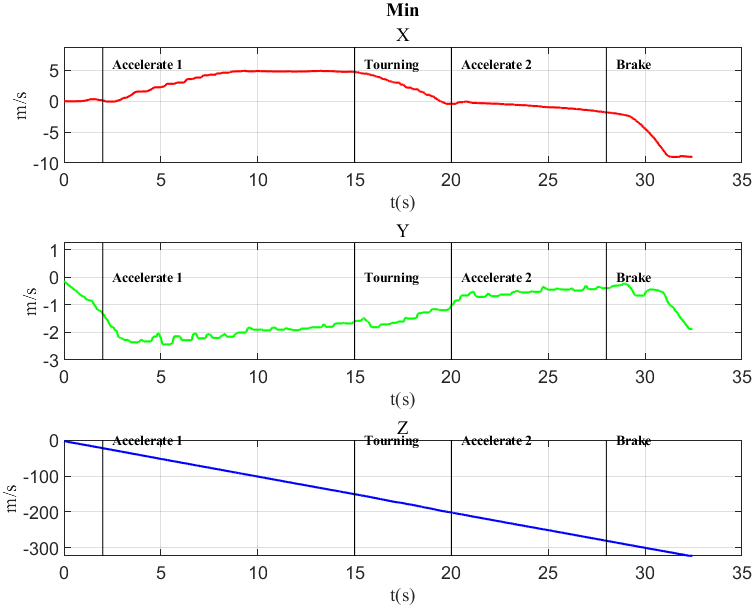 Min
X
Accelerate 1 Tourning Accelerate 2 Brake
5
0
-5
-10
m/s
0 5 10 15 20 25 30 35
t(s)
Y
Accelerate 1 Tourning Accelerate 2 Brake
1
0
-1
-2
-3
m/s
0 5 10 15 20 25 30 35
t(s)
Z
Accelerate 1 Tourning Accelerate 2 Brake
0
-100
-200
-300
m/s
0 5 10 15 20 25 30 35
t(s)